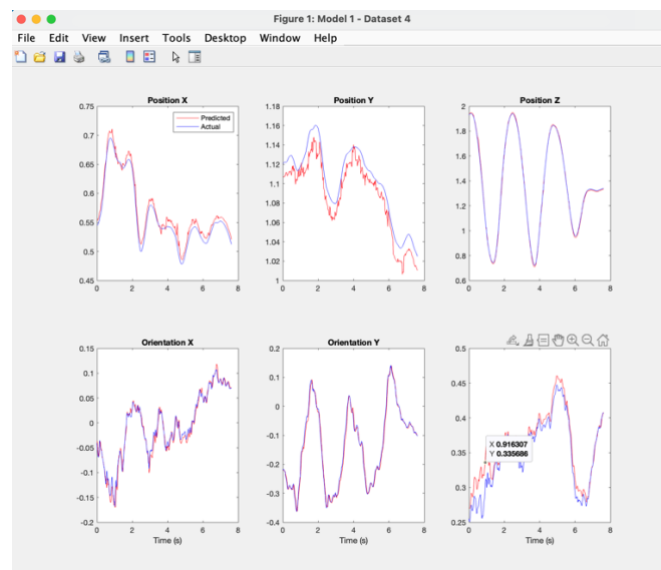 Figure 1: Model 1 - Dataset 4
File Edit View Insert Tools Desktop Window Help
Position X
Position Y
Position Z
0.75
0.7
0.65
0.6
0.55
0.5
0.45
0 2 4 6 8
Predicted
Actual
1.18
1.16
1.14
1.12
1.1
1.08
1.06
1.04
1.02
1
0 2 4 6 8
2
1.8
1.6
1.4
1.2
1
0.8
0.6
0 2 4 6 8
Orientation X
Orientation Y
0.15
0.1
0.05
0
-0.05
-0.1
-0.15
-0.2
0 2 4 6 8
Time (s)
0.2
0.1
0
-0.1
-0.2
-0.3
-0.4
0 2 4 6 8
Time (s)
0.5
0.45
0.4
0.35
0.3
0.25
X 0.916307
Y 0.335686
0 2 4 6 8
Time (s)